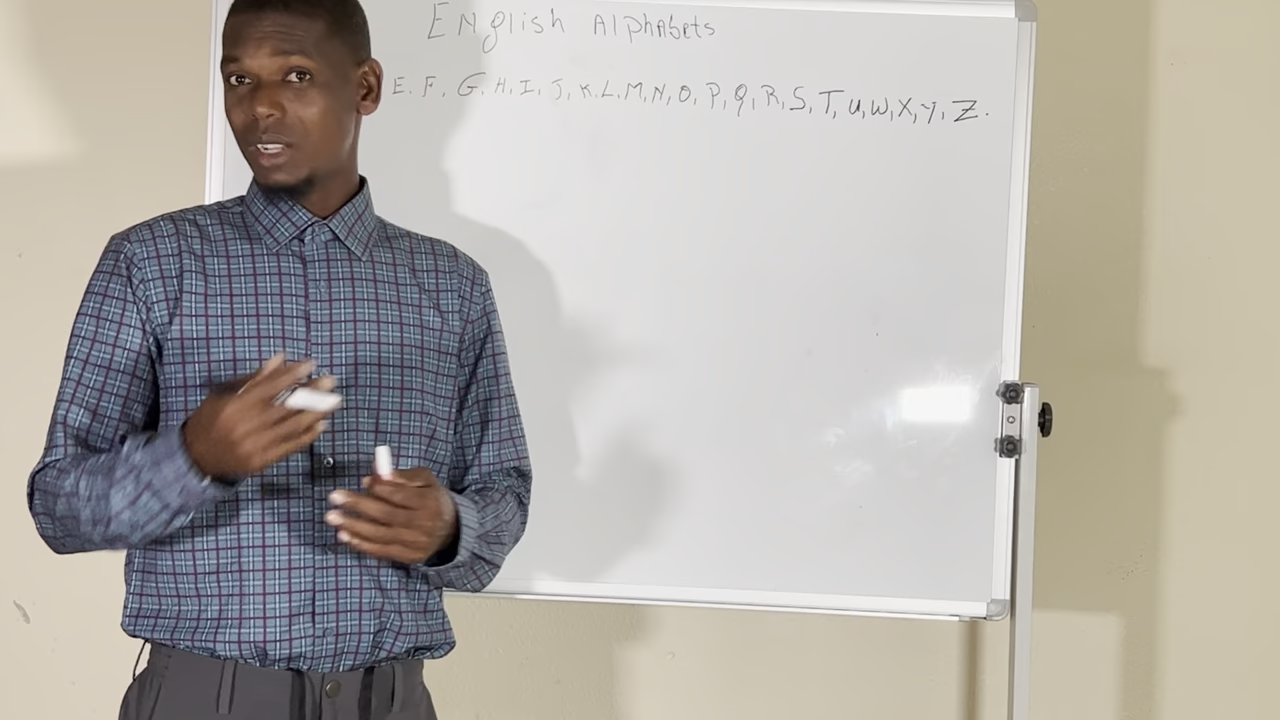 English Alphabets
E. F, G, H, I, J, K, L, M, N, O, P, Q, R, S, T, U, W, X, Y, Z.